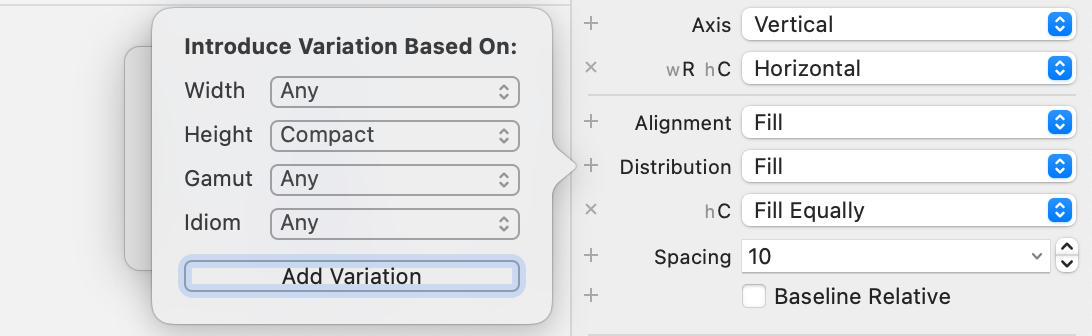 Introduce Variation Based On:
Width Any
Height Compact
Gamut Any
Idiom Any
Add Variation
+ Axis Vertical
× wR hC Horizontal
+ Alignment Fill
+ Distribution Fill
× hC Fill Equally
+ Spacing 10
+ Baseline Relative